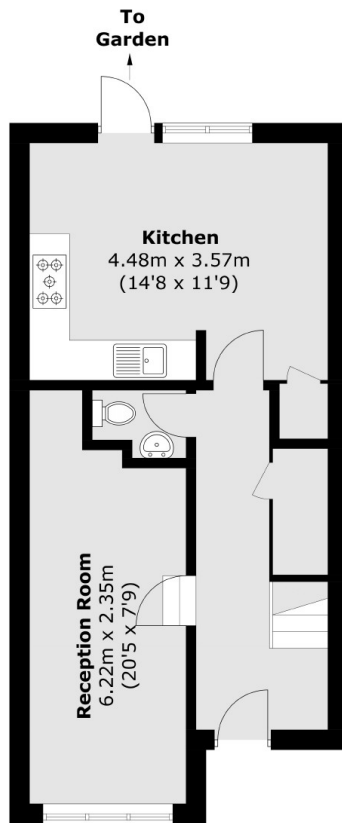 To
Garden
Kitchen
4.48m x 3.57m
(14'8 x 11'9)
Reception Room
6.22m x 2.35m
(20'5 x 7'9)